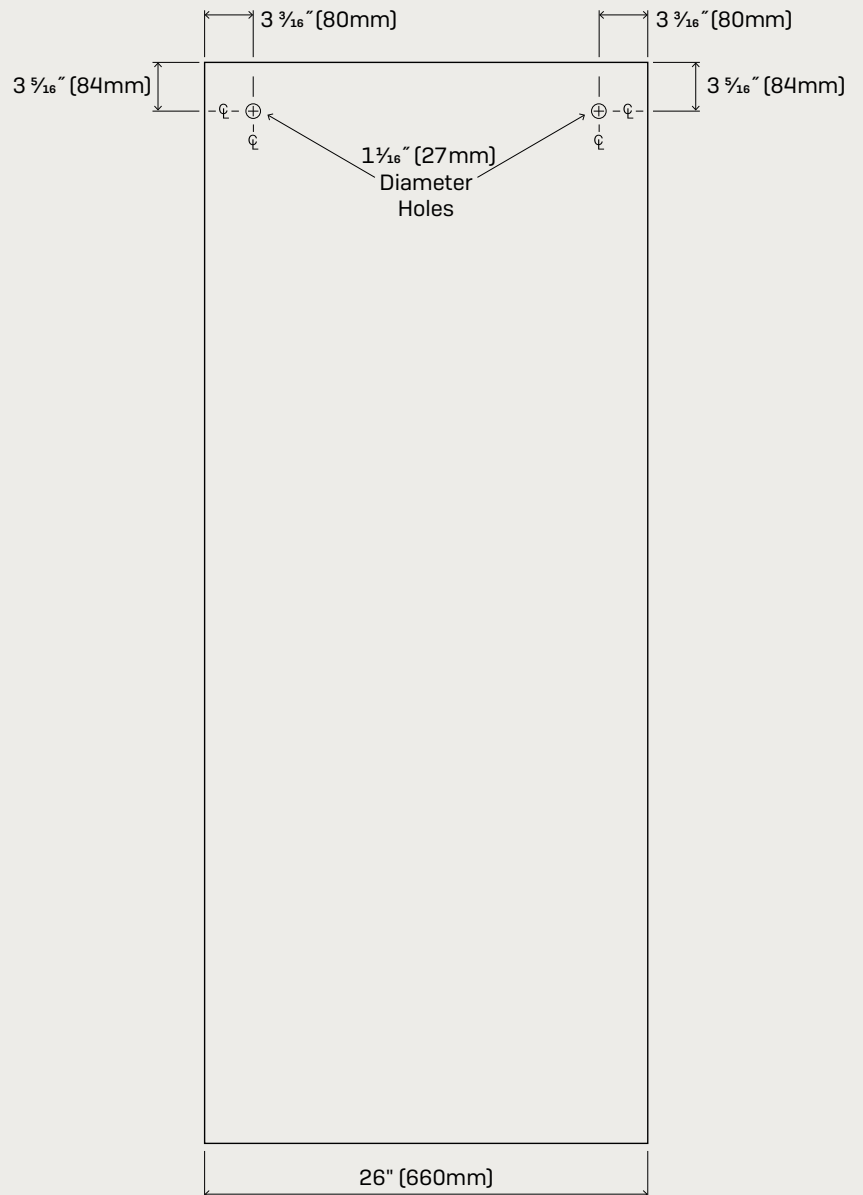 3 3⁄16˝ (80mm)
3 3⁄16˝ (80mm)
3 5⁄16˝ (84mm)
3 5⁄16˝ (84mm)
℄
℄
℄
℄
1 1⁄16˝ (27mm)
Diameter
Holes
26" (660mm)